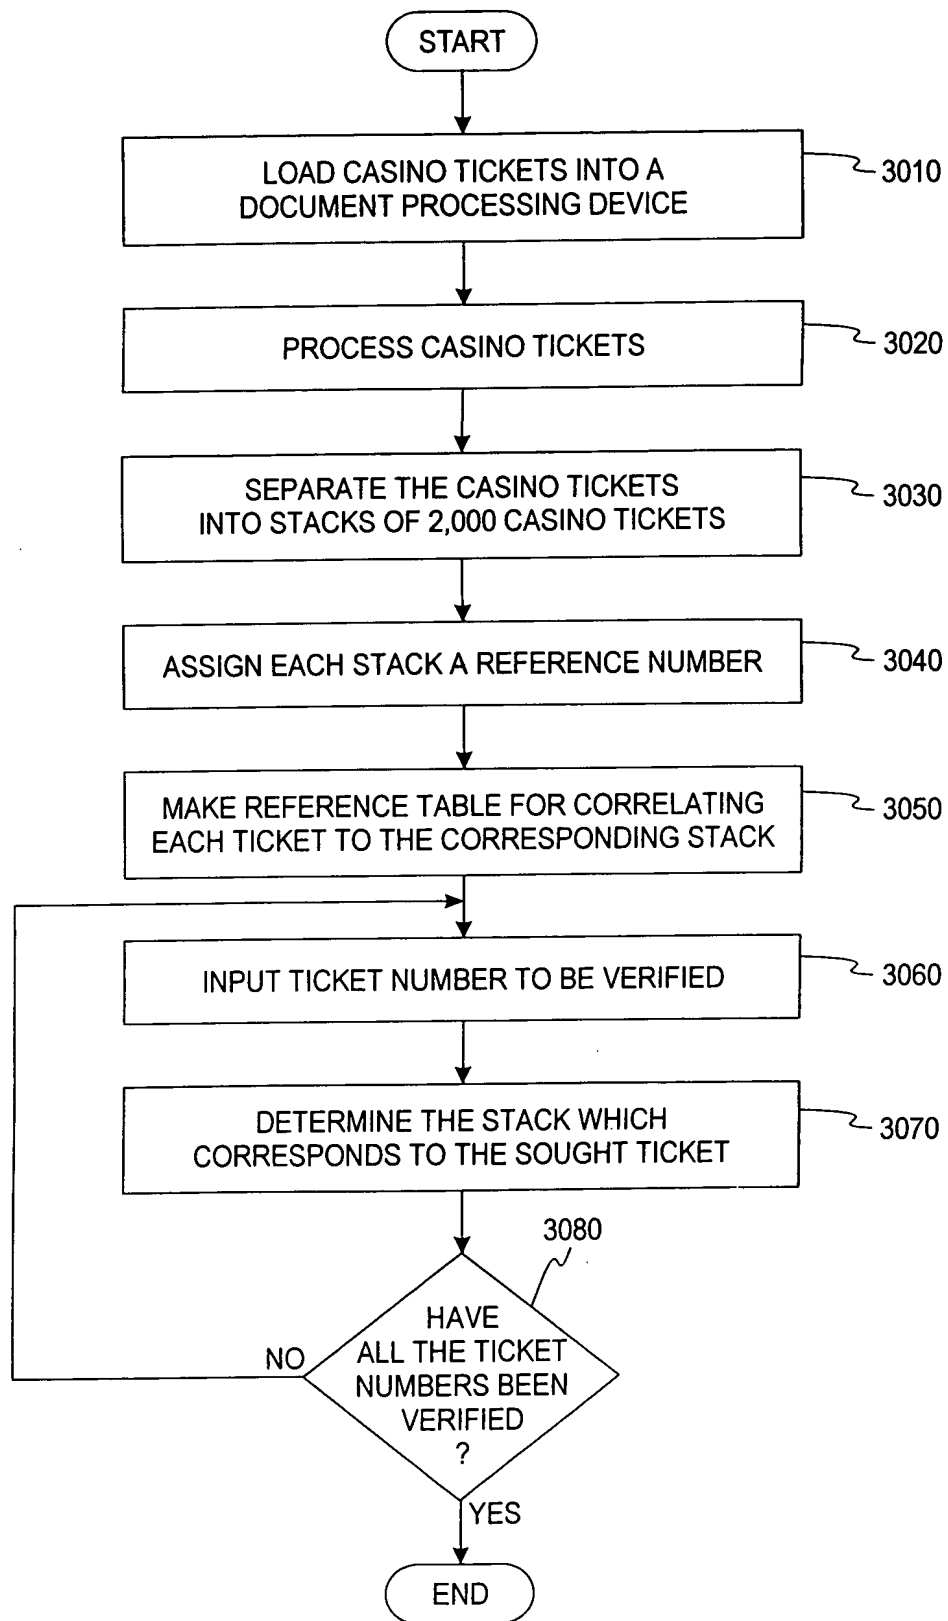 START
LOAD CASINO TICKETS INTO A
DOCUMENT PROCESSING DEVICE
3010
PROCESS CASINO TICKETS
3020
SEPARATE THE CASINO TICKETS
INTO STACKS OF 2,000 CASINO TICKETS
3030
ASSIGN EACH STACK A REFERENCE NUMBER
3040
MAKE REFERENCE TABLE FOR CORRELATING
EACH TICKET TO THE CORRESPONDING STACK
3050
INPUT TICKET NUMBER TO BE VERIFIED
3060
DETERMINE THE STACK WHICH
CORRESPONDS TO THE SOUGHT TICKET
3070
3080
HAVE
ALL THE TICKET
NUMBERS BEEN
VERIFIED
?
NO
YES
END